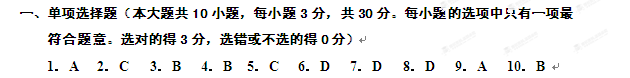 一、单项选择题（本大题共 10 小题，每小题 3 分，共 30 分。每小题的选项中只有一项最
符合题意。选对的得 3 分，选错或不选的得 0 分）↵
1. A 2. C 3. B 4. B 5. C 6. D 7. D 8. D 9. A 10. B ↵